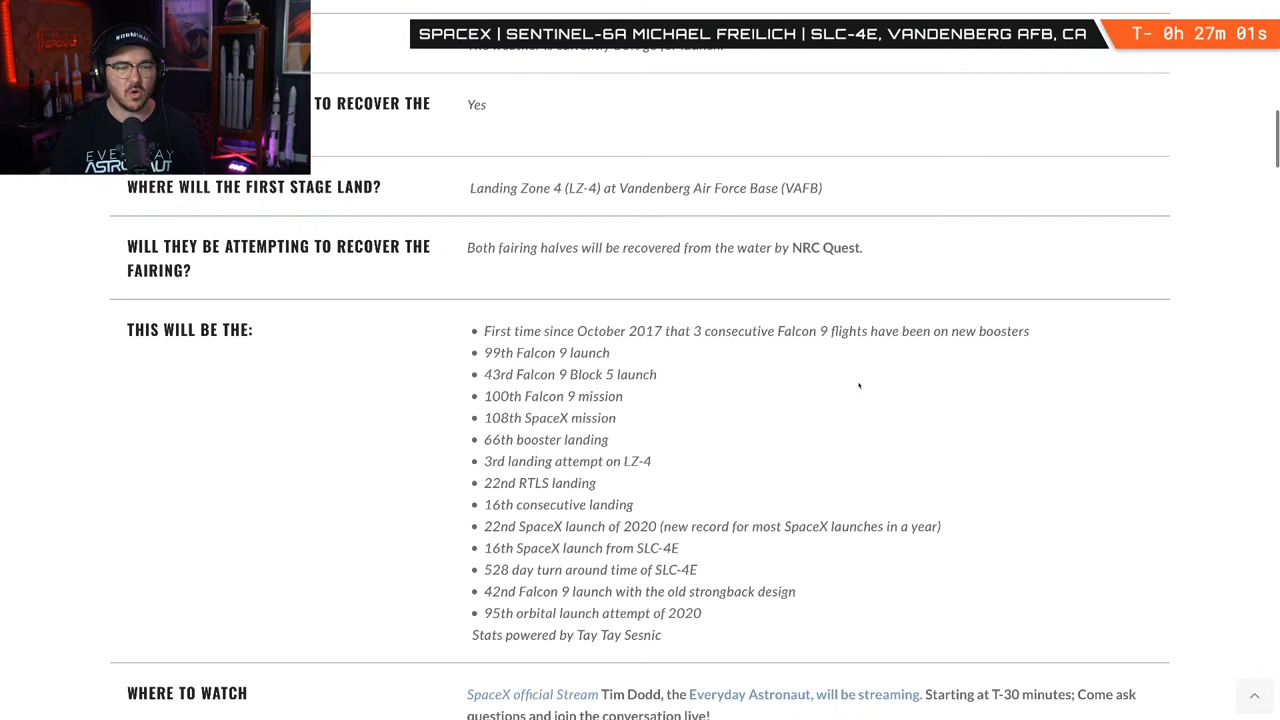 SPACEX | SENTINEL-6A MICHAEL FREILICH | SLC-4E, VANDENBERG AFB, CA
T- 0h 27m 01s
NORMINAL
EVERYDAY
ASTRONAUT
TO RECOVER THE
Yes
WHERE WILL THE FIRST STAGE LAND?
Landing Zone 4 (LZ-4) at Vandenberg Air Force Base (VAFB)
WILL THEY BE ATTEMPTING TO RECOVER THE
FAIRING?
Both fairing halves will be recovered from the water by NRC Quest.
THIS WILL BE THE:
• First time since October 2017 that 3 consecutive Falcon 9 flights have been on new boosters
• 99th Falcon 9 launch
• 43rd Falcon 9 Block 5 launch
• 100th Falcon 9 mission
• 108th SpaceX mission
• 66th booster landing
• 3rd landing attempt on LZ-4
• 22nd RTLS landing
• 16th consecutive landing
• 22nd SpaceX launch of 2020 (new record for most SpaceX launches in a year)
• 16th SpaceX launch from SLC-4E
• 528 day turn around time of SLC-4E
• 42nd Falcon 9 launch with the old strongback design
• 95th orbital launch attempt of 2020
Stats powered by Tay Tay Sesnic
WHERE TO WATCH
SpaceX official Stream Tim Dodd, the Everyday Astronaut, will be streaming. Starting at T-30 minutes; Come ask
questions and join the conversation live!